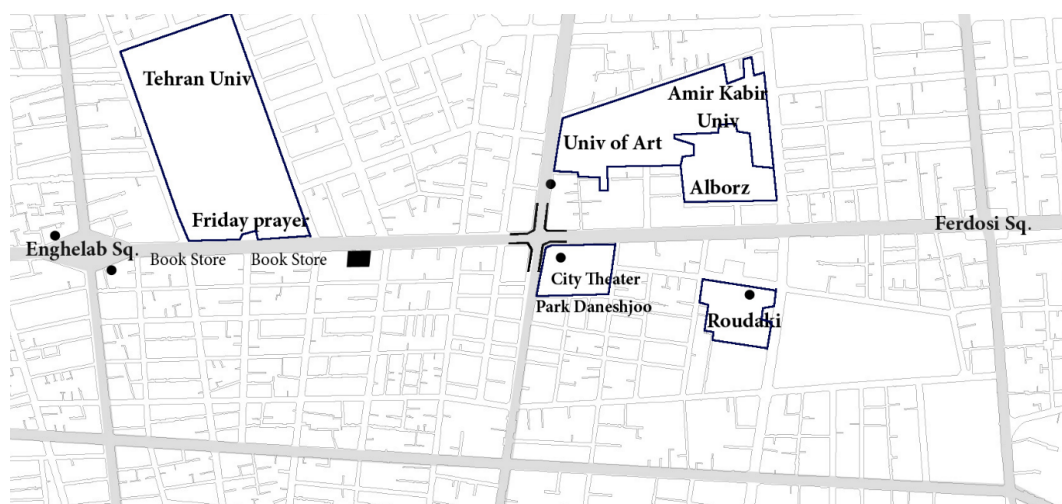 Tehran Univ
Amir Kabir
Univ
Univ of Art
Alborz
Friday prayer
Ferdosi Sq.
Enghelab Sq.
Book Store
Book Store
City Theater
Park Daneshjoo
Roudaki